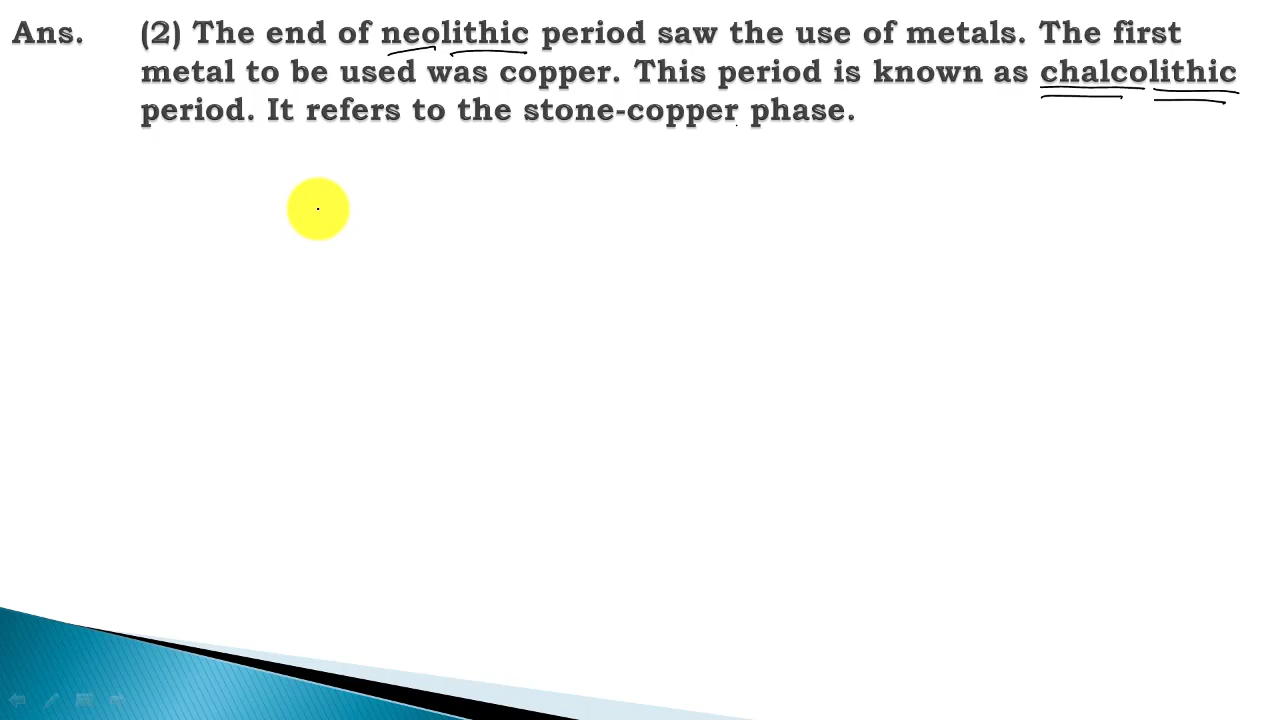 Ans. (2) The end of neolithic period saw the use of metals. The first
metal to be used was copper. This period is known as chalcolithic
period. It refers to the stone-copper phase.